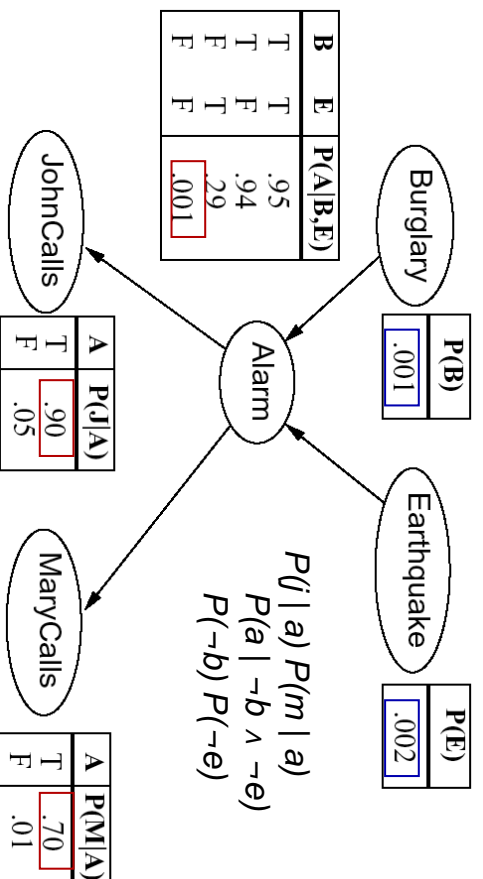 Burglary
P(B)
.001
Earthquake
P(E)
.002
B E P(A|B,E)
T T .95
T F .94
F T .29
F F .001
Alarm
P(j | a) P(m | a)
P(a | ¬b ∧ ¬e)
P(¬b) P(¬e)
JohnCalls
A P(J|A)
T .90
F .05
MaryCalls
A P(M|A)
T .70
F .01